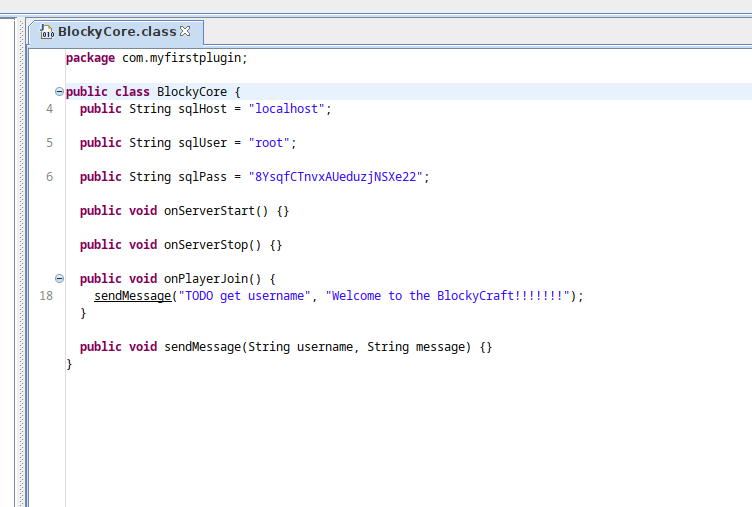 BlockyCore.class
package com.myfirstplugin;
public class BlockyCore {
4 public String sqlHost = "localhost";
5 public String sqlUser = "root";
6 public String sqlPass = "8YsqfCTnvxAUeduzjNSXe22";
public void onServerStart() {}
public void onServerStop() {}
public void onPlayerJoin() {
18 sendMessage("TODO get username", "Welcome to the BlockyCraft!!!!!!!");
}
public void sendMessage(String username, String message) {}
}